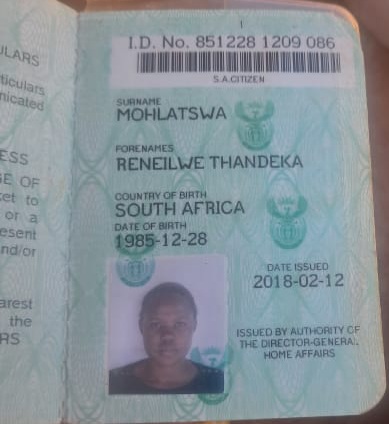 ULARS
ticulars
nicated
ESS
GE OF
ket to
or a
esent
nd/or
arest
the
RS
I.D. No. 851228 1209 086
S.A.CITIZEN
SURNAME
MOHLATSWA
FORENAMES
RENEILWE THANDEKA
COUNTRY OF BIRTH
SOUTH AFRICA
DATE OF BIRTH
1985-12-28
DATE ISSUED
2018-02-12
ISSUED BY AUTHORITY OF
THE DIRECTOR-GENERAL
HOME AFFAIRS